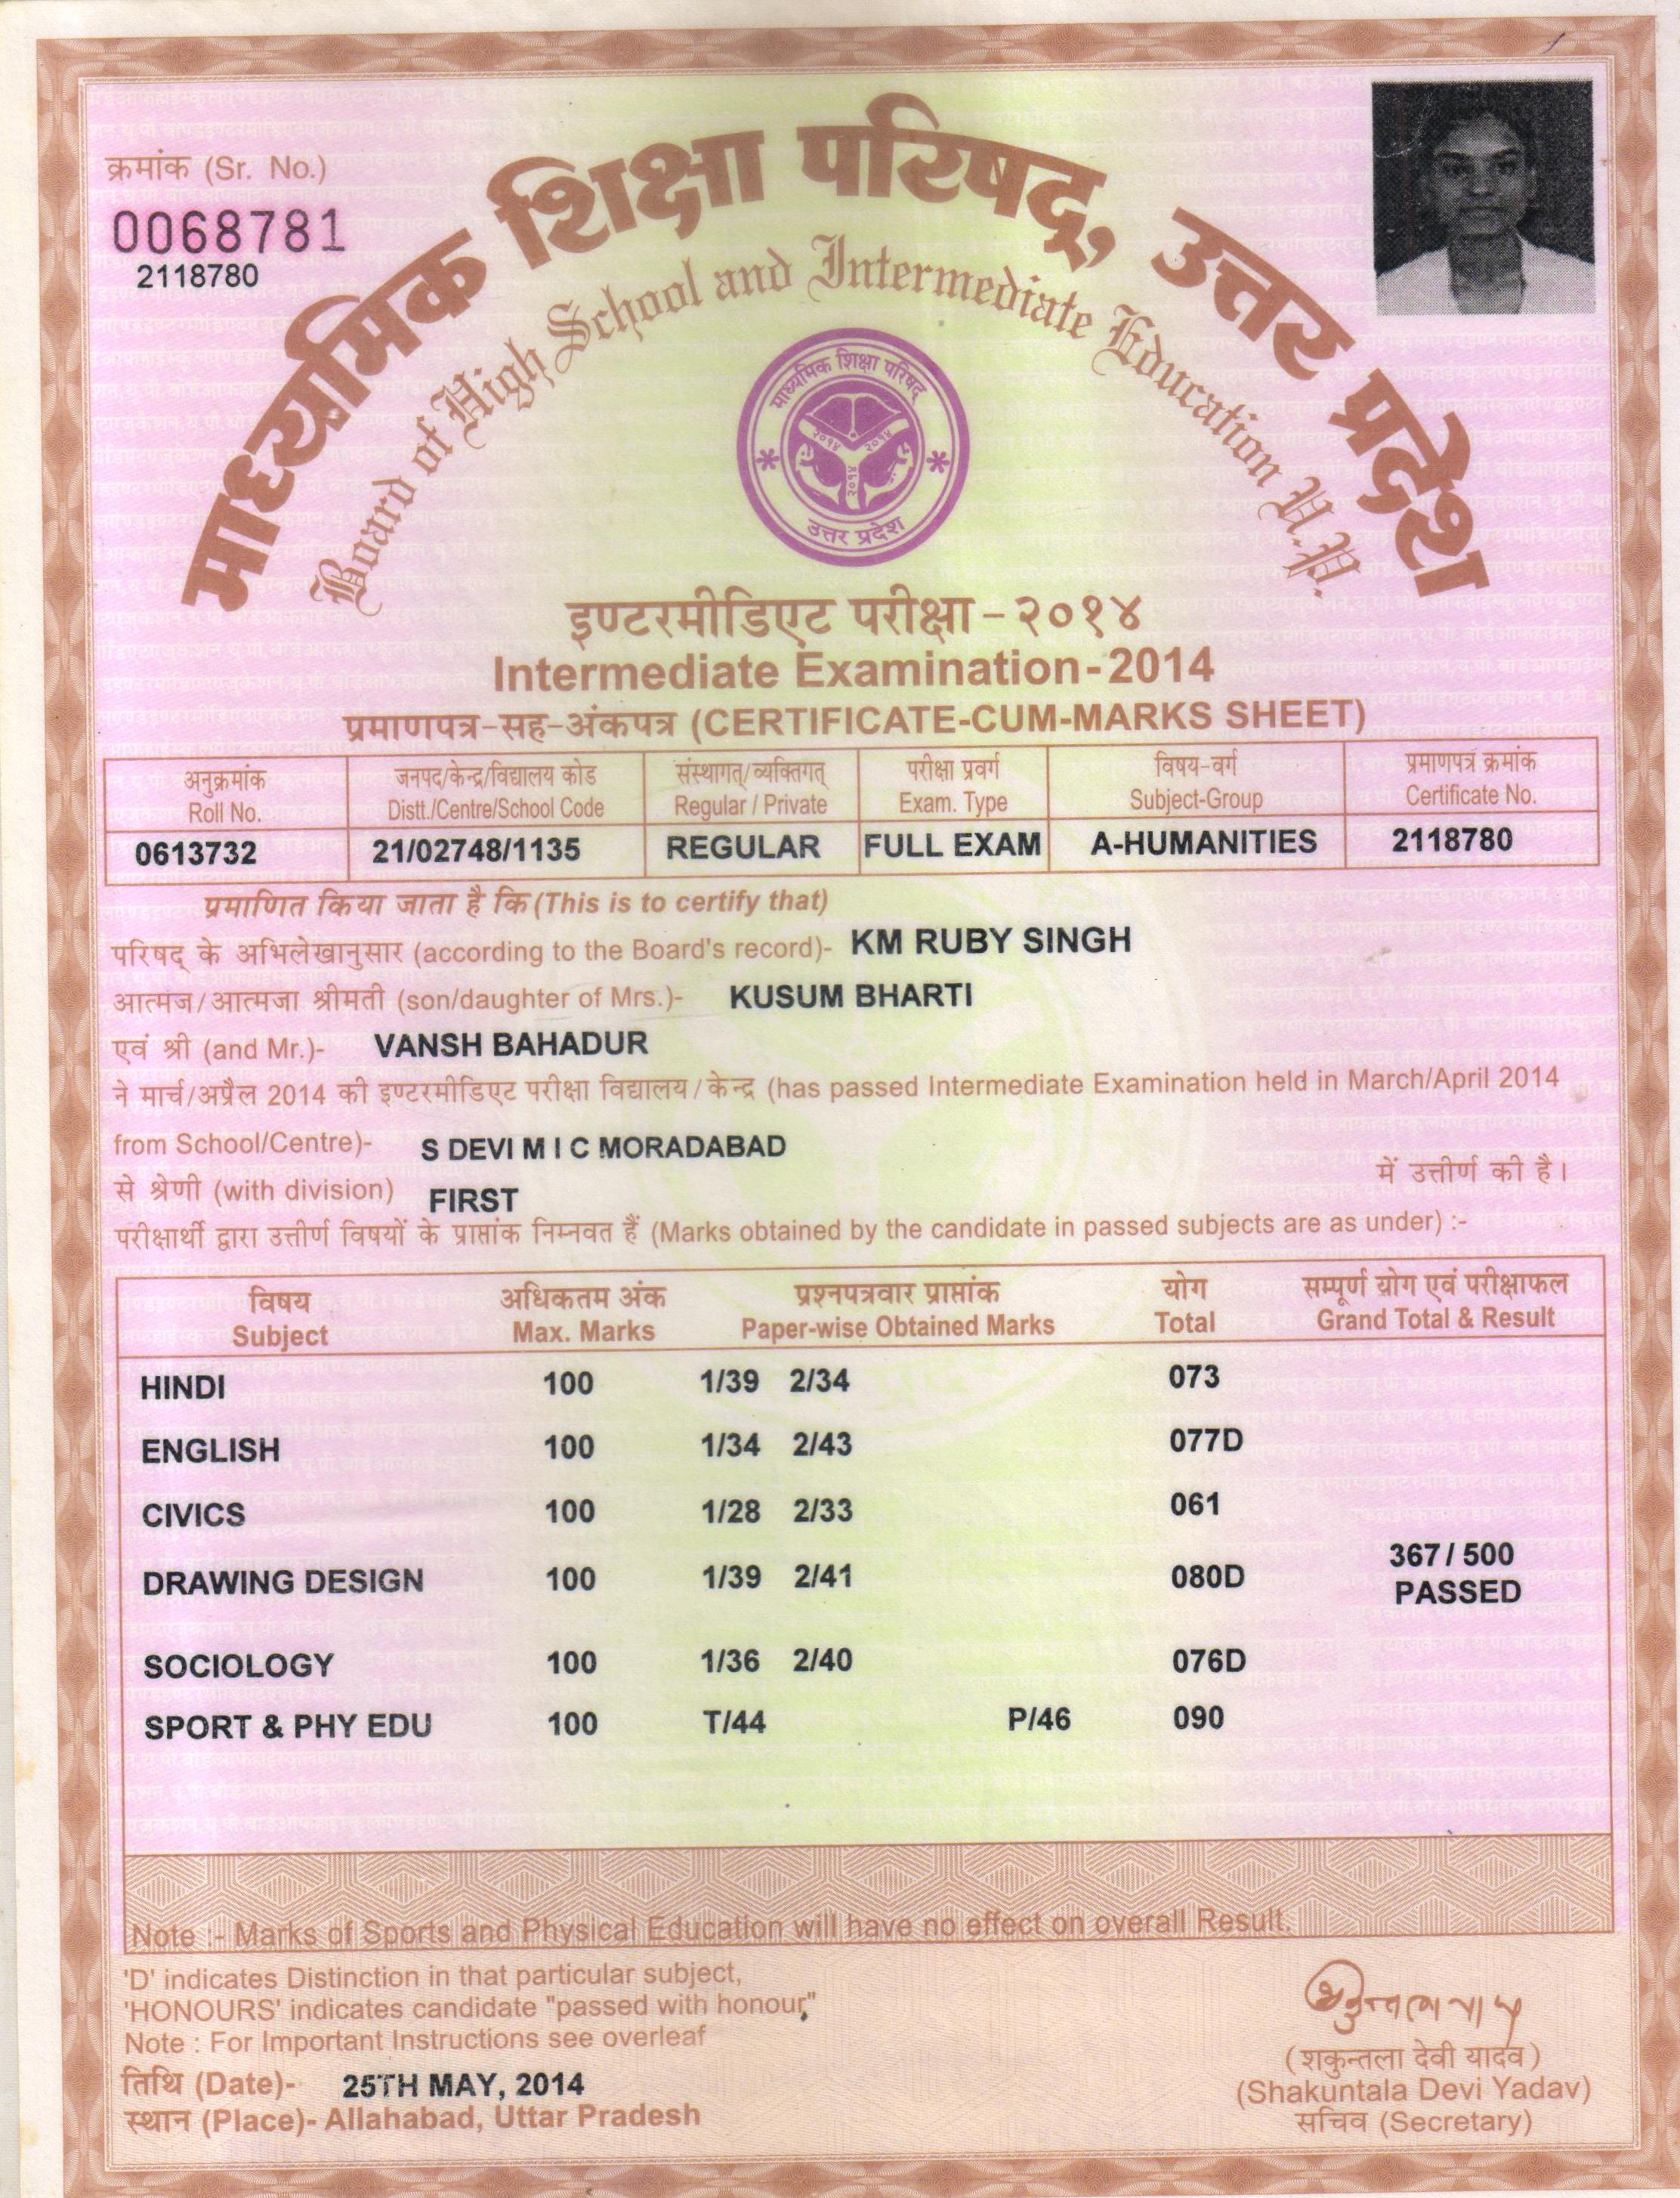 क्रमांक (Sr. No.)
0068781
2118780
माध्यमिक शिक्षा परिषद्, उत्तर प्रदेश
Board of High School and Intermediate Education U.P.
माध्यमिक शिक्षा परिषद्
२०१४ २०१४
२०१४
उत्तर प्रदेश
इण्टरमीडिएट परीक्षा - २०१४
Intermediate Examination - 2014
प्रमाणपत्र-सह-अंकपत्र (CERTIFICATE-CUM-MARKS SHEET)
अनुक्रमांक जनपद/केन्द्र/विद्यालय कोड संस्थागत्/व्यक्तिगत् परीक्षा प्रवर्ग विषय-वर्ग प्रमाणपत्र क्रमांक
Roll No. Distt./Centre/School Code Regular / Private Exam. Type Subject-Group Certificate No.
0613732 21/02748/1135 REGULAR FULL EXAM A-HUMANITIES 2118780
प्रमाणित किया जाता है कि (This is to certify that)
परिषद् के अभिलेखानुसार (according to the Board's record)- KM RUBY SINGH
आत्मज/आत्मजा श्रीमती (son/daughter of Mrs.)- KUSUM BHARTI
एवं श्री (and Mr.)- VANSH BAHADUR
ने मार्च/अप्रैल 2014 की इण्टरमीडिएट परीक्षा विद्यालय/केन्द्र (has passed Intermediate Examination held in March/April 2014
from School/Centre)- S DEVI M I C MORADABAD
में उत्तीर्ण की है।
से श्रेणी (with division) FIRST
परीक्षार्थी द्वारा उत्तीर्ण विषयों के प्राप्तांक निम्नवत हैं (Marks obtained by the candidate in passed subjects are as under) :-
विषय अधिकतम अंक प्रश्नपत्रवार प्राप्तांक योग सम्पूर्ण योग एवं परीक्षाफल
Subject Max. Marks Paper-wise Obtained Marks Total Grand Total & Result
HINDI 100 1/39 2/34 073
ENGLISH 100 1/34 2/43 077D
CIVICS 100 1/28 2/33 061
367 / 500
DRAWING DESIGN 100 1/39 2/41 080D PASSED
SOCIOLOGY 100 1/36 2/40 076D
SPORT & PHY EDU 100 T/44 P/46 090
Note :- Marks of Sports and Physical Education will have no effect on overall Result.
'D' indicates Distinction in that particular subject,
'HONOURS' indicates candidate "passed with honour,"
Note : For Important Instructions see overleaf
तिथि (Date)- 25TH MAY, 2014
स्थान (Place)- Allahabad, Uttar Pradesh
(शकुन्तला देवी यादव)
(Shakuntala Devi Yadav)
सचिव (Secretary)